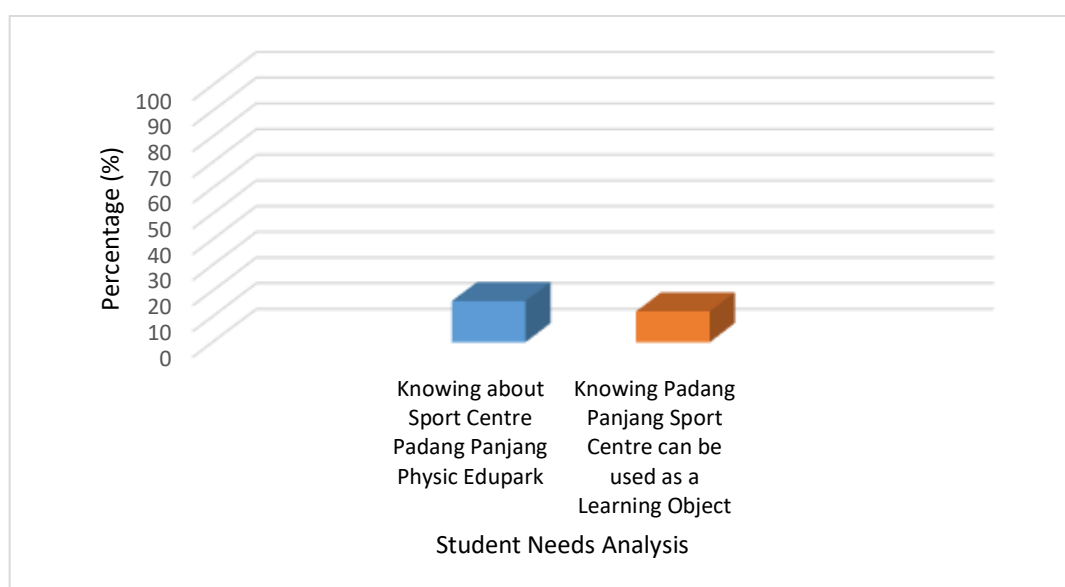 Percentage (%)
100
90
80
70
60
50
40
30
20
10
0
Knowing about
Sport Centre
Padang Panjang
Physic Edupark
Knowing Padang
Panjang Sport
Centre can be
used as a
Learning Object
Student Needs Analysis